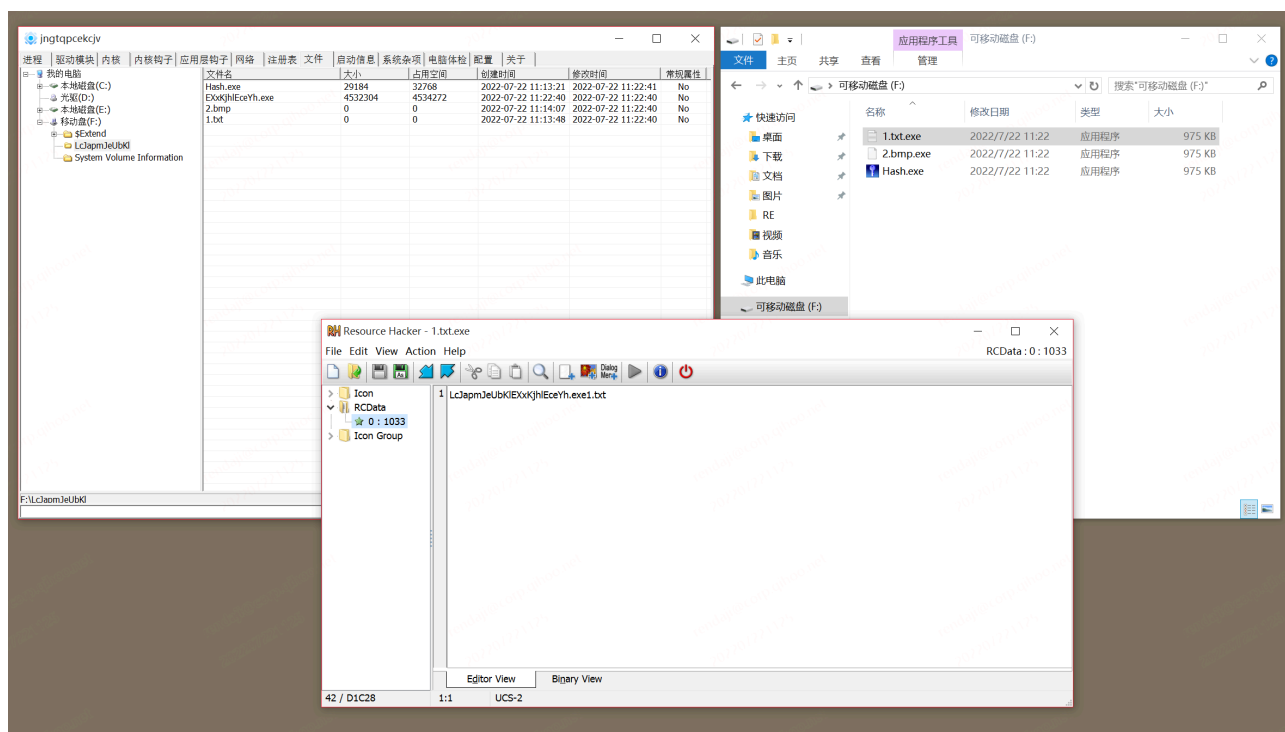 jngtqpcekcjv
进程 驱动模块 内核 内核钩子 应用层钩子 网络 注册表 文件 启动信息 系统杂项 电脑体检 配置 关于
我的电脑
本地磁盘(C:)
光驱(D:)
本地磁盘(E:)
移动盘(F:)
$Extend
LcJapmJeUbKl
System Volume Information
文件名 大小 占用空间 创建时间 修改时间 常规属性
Hash.exe 29184 32768 2022-07-22 11:13:21 2022-07-22 11:22:41 No
EXxKjhlEceYh.exe 4532304 4534272 2022-07-22 11:22:40 2022-07-22 11:22:40 No
2.bmp 0 0 2022-07-22 11:14:07 2022-07-22 11:22:40 No
1.txt 0 0 2022-07-22 11:13:48 2022-07-22 11:22:40 No
F:\LcJapmJeUbKl
应用程序工具 可移动磁盘 (F:)
文件 主页 共享 查看 管理
可移动磁盘 (F:) 搜索"可移动磁盘 (F:)"
快速访问
桌面
下载
文档
图片
RE
视频
音乐
此电脑
可移动磁盘 (F:)
名称 修改日期 类型 大小
1.txt.exe 2022/7/22 11:22 应用程序 975 KB
2.bmp.exe 2022/7/22 11:22 应用程序 975 KB
Hash.exe 2022/7/22 11:22 应用程序 975 KB
RH Resource Hacker - 1.txt.exe
File Edit View Action Help RCData : 0 : 1033
Dialog
Menu
Icon
RCData
0 : 1033
Icon Group
1 LcJapmJeUbKlEXxKjhlEceYh.exe1.txt
Editor View Binary View
42 / D1C28 1:1 UCS-2